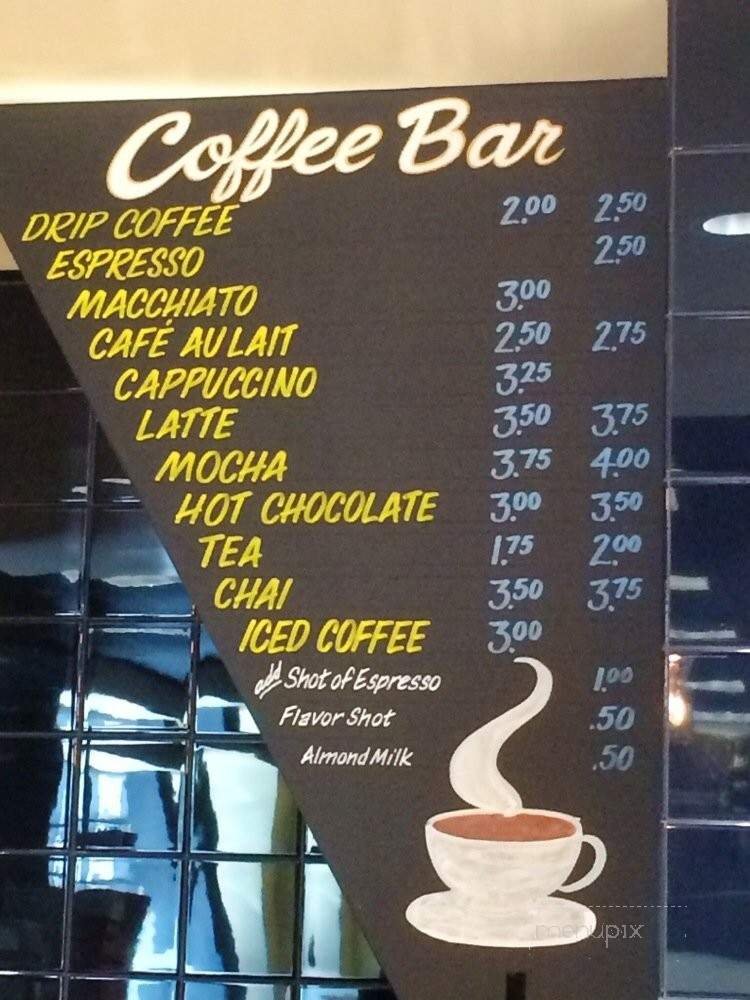 Coffee Bar
DRIP COFFEE 2.00 2.50
ESPRESSO 2.50
MACCHIATO 3.00
CAFÉ AU LAIT 2.50 2.75
CAPPUCCINO 3.25
LATTE 3.50 3.75
MOCHA 3.75 4.00
HOT CHOCOLATE 3.00 3.50
TEA 1.75 2.00
CHAI 3.50 3.75
ICED COFFEE 3.00
add Shot of Espresso 1.00
Flavor Shot .50
Almond Milk .50
menupix